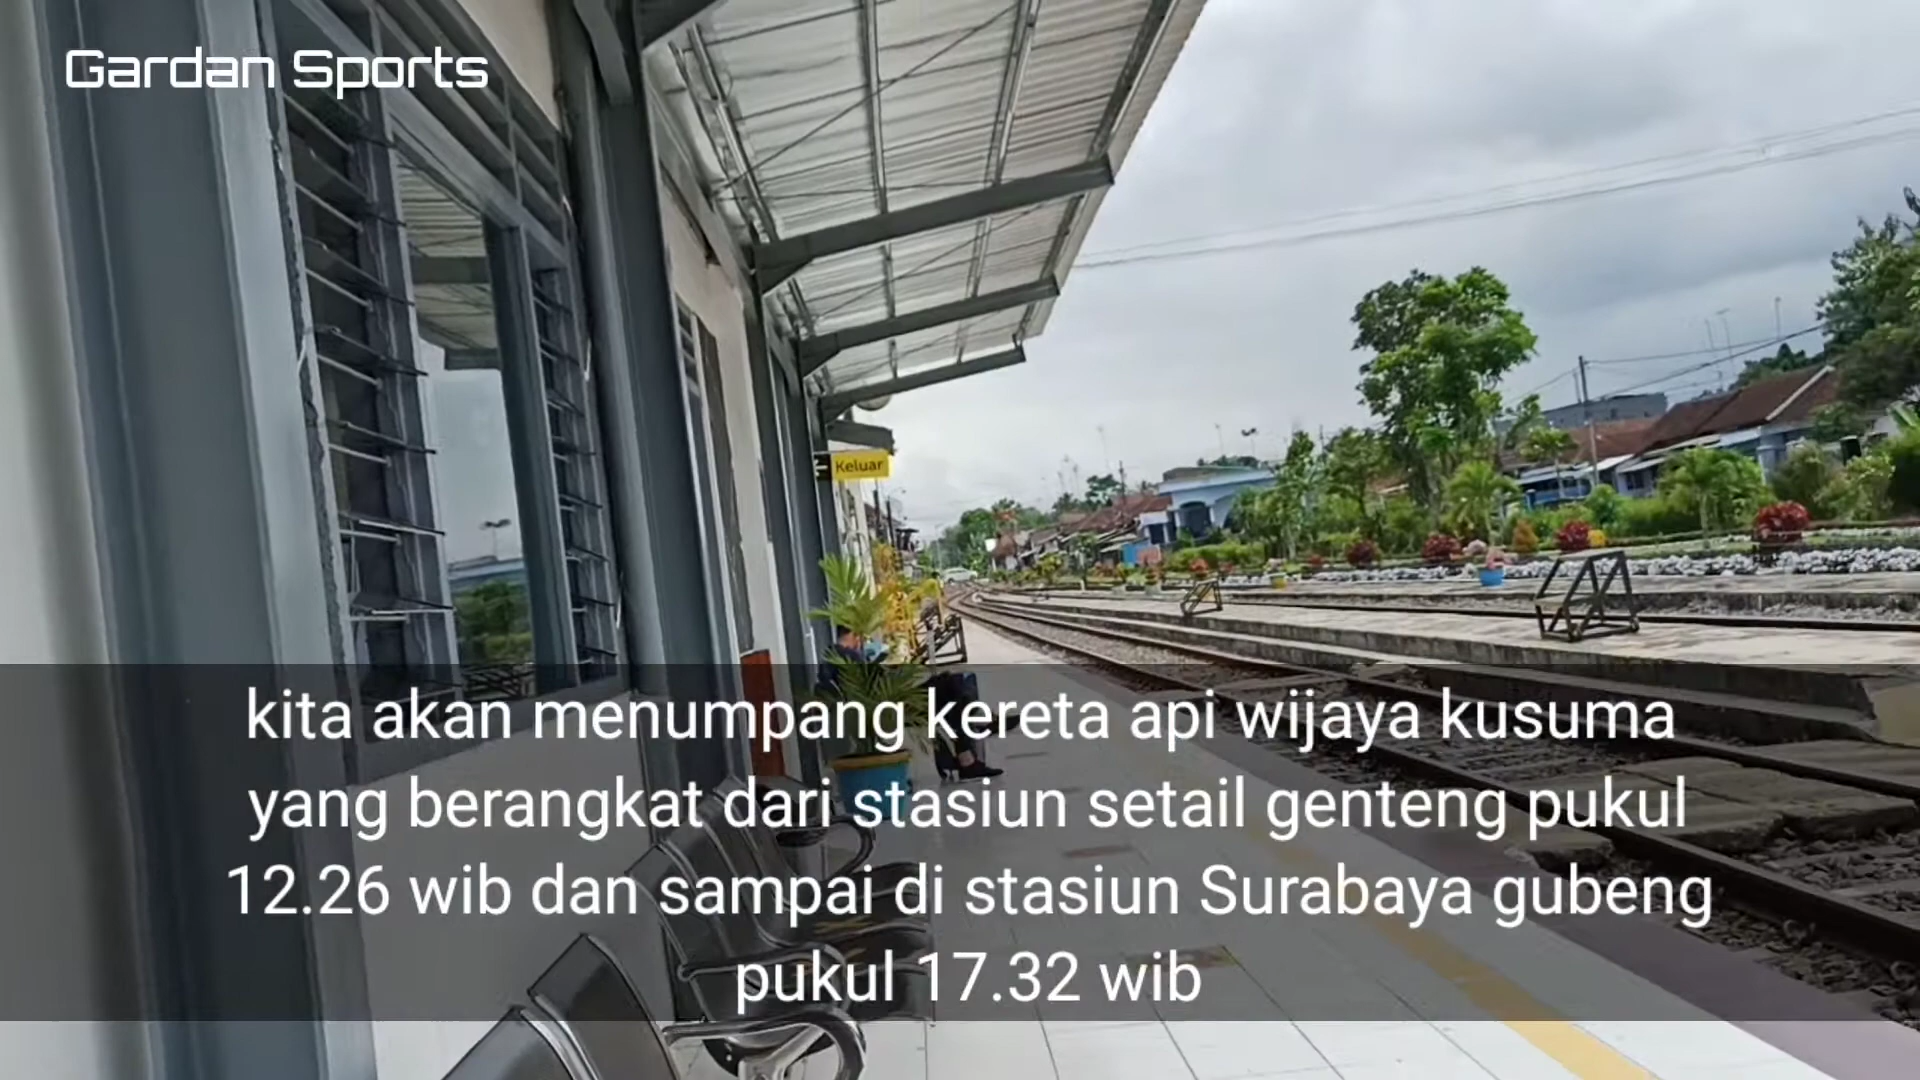 Gardan Sports
Keluar
kita akan menumpang kereta api wijaya kusuma
yang berangkat dari stasiun setail genteng pukul
12.26 wib dan sampai di stasiun Surabaya gubeng
pukul 17.32 wib